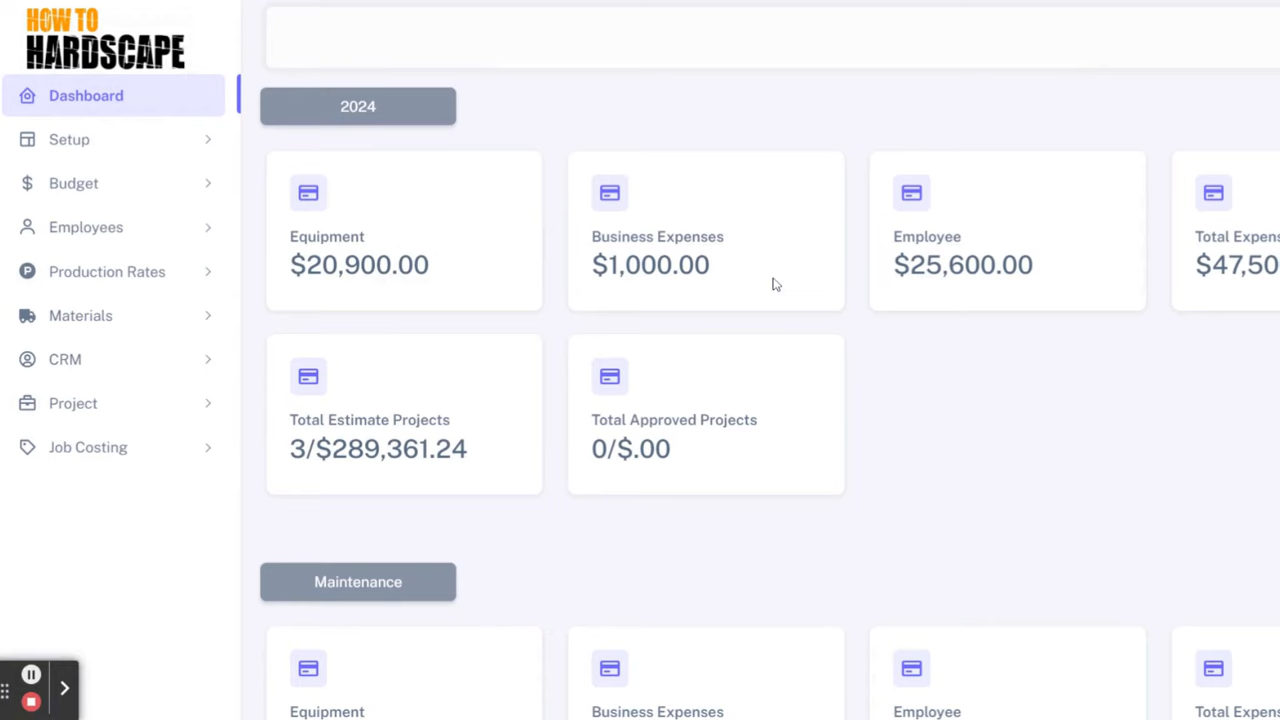 HOW TO
HARDSCAPE
Dashboard
Setup
Budget
Employees
Production Rates
Materials
CRM
Project
Job Costing
2024
Equipment
$20,900.00
Business Expenses
$1,000.00
Employee
$25,600.00
Total Expens
$47,50
Total Estimate Projects
3/$289,361.24
Total Approved Projects
0/$.00
Maintenance
Equipment
Business Expenses
Employee
Total Expens